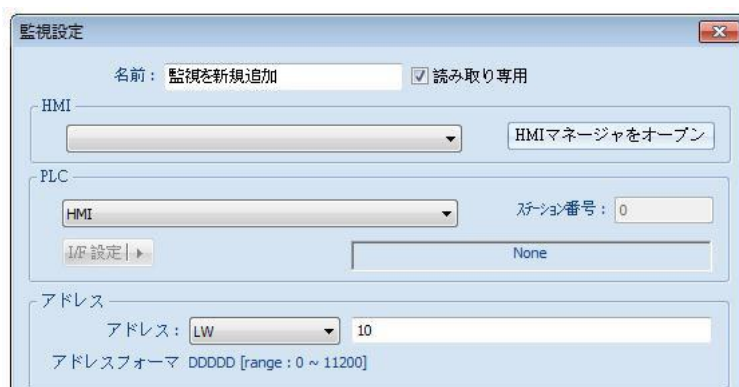 監視設定
名前： 監視を新規追加 読み取り専用
HMI
HMIマネージャをオープン
PLC
HMI ステーション番号： 0
I/F 設定 None
アドレス
アドレス： LW 10
アドレスフォーマ DDDDD [range : 0 ~ 11200]